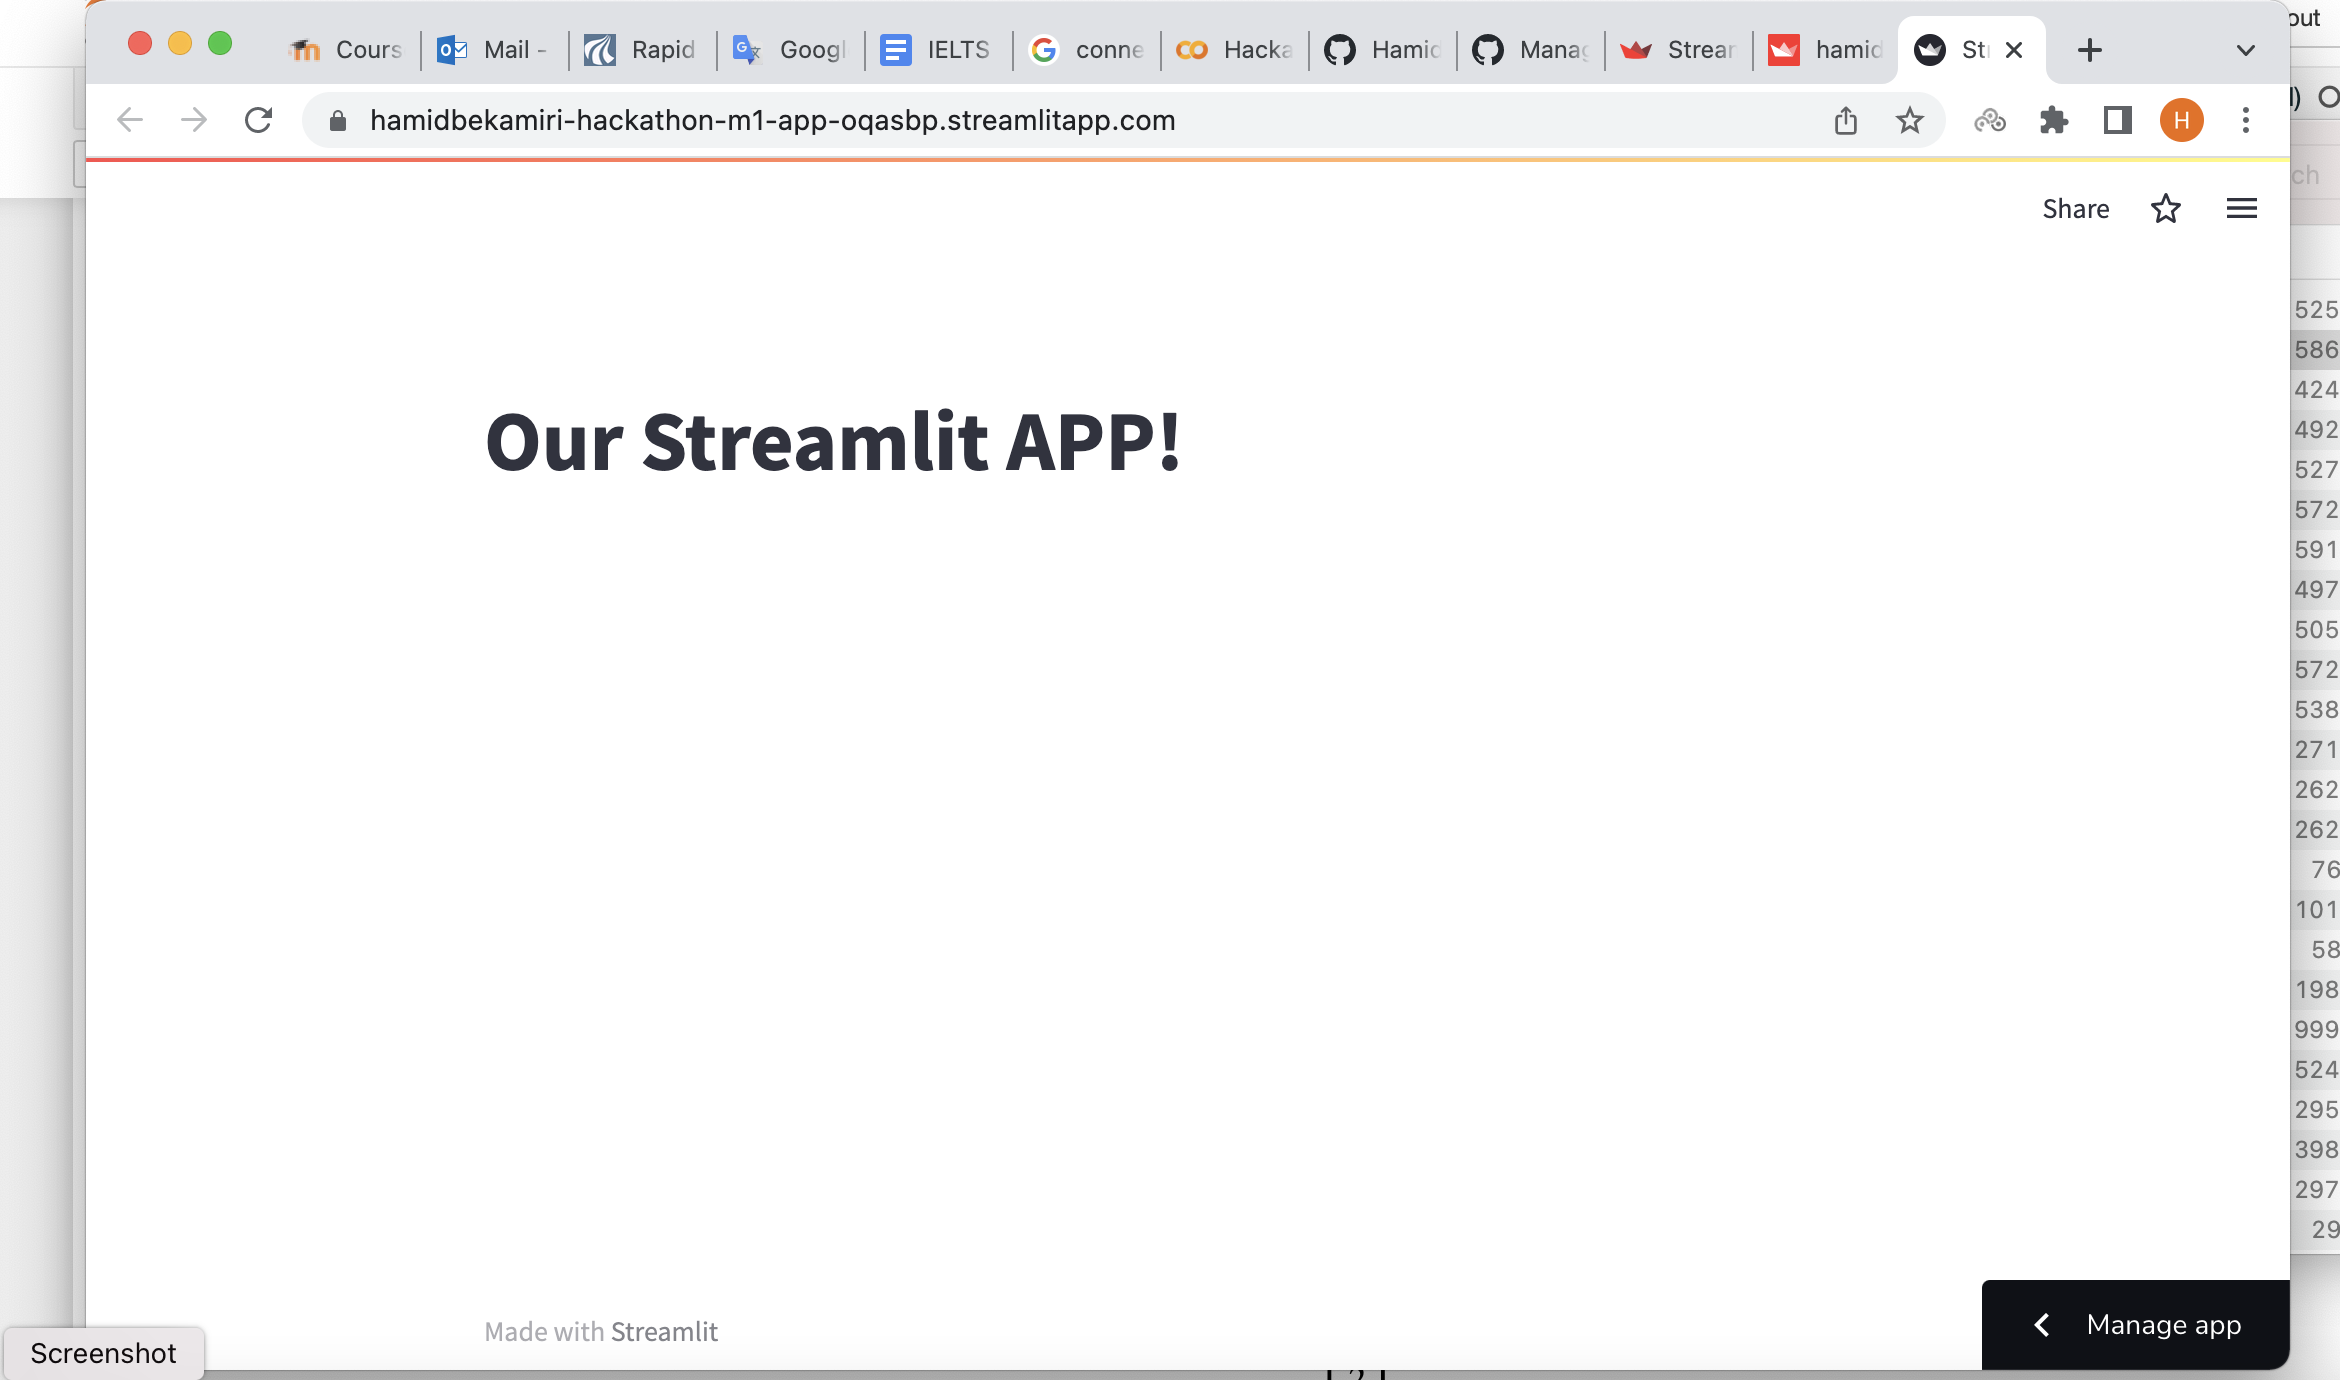 Cours
Mail -
Rapid
Googl
IELTS
conne
Hacka
Hamid
Manag
Strean
hamid
St
out
hamidbekamiri-hackathon-m1-app-oqasbp.streamlitapp.com
H
ch
Share
Our Streamlit APP!
525
586
424
492
527
572
591
497
505
572
538
271
262
262
76
101
58
198
999
524
295
398
297
29
Made with Streamlit
Manage app
Screenshot